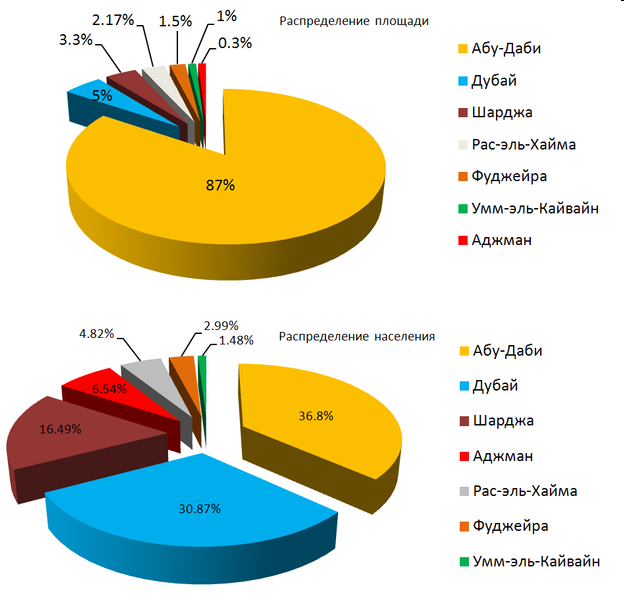 Распределение площади
1%
1.5%
2.17%
3.3%
0.3%
5%
87%
Абу-Даби
Дубай
Шарджа
Рас-эль-Хайма
Фуджейра
Умм-эль-Кайвайн
Аджман
Распределение населения
2.99%
4.82%
1.48%
6.54%
36.8%
16.49%
30.87%
Абу-Даби
Дубай
Шарджа
Аджман
Рас-эль-Хайма
Фуджейра
Умм-эль-Кайвайн